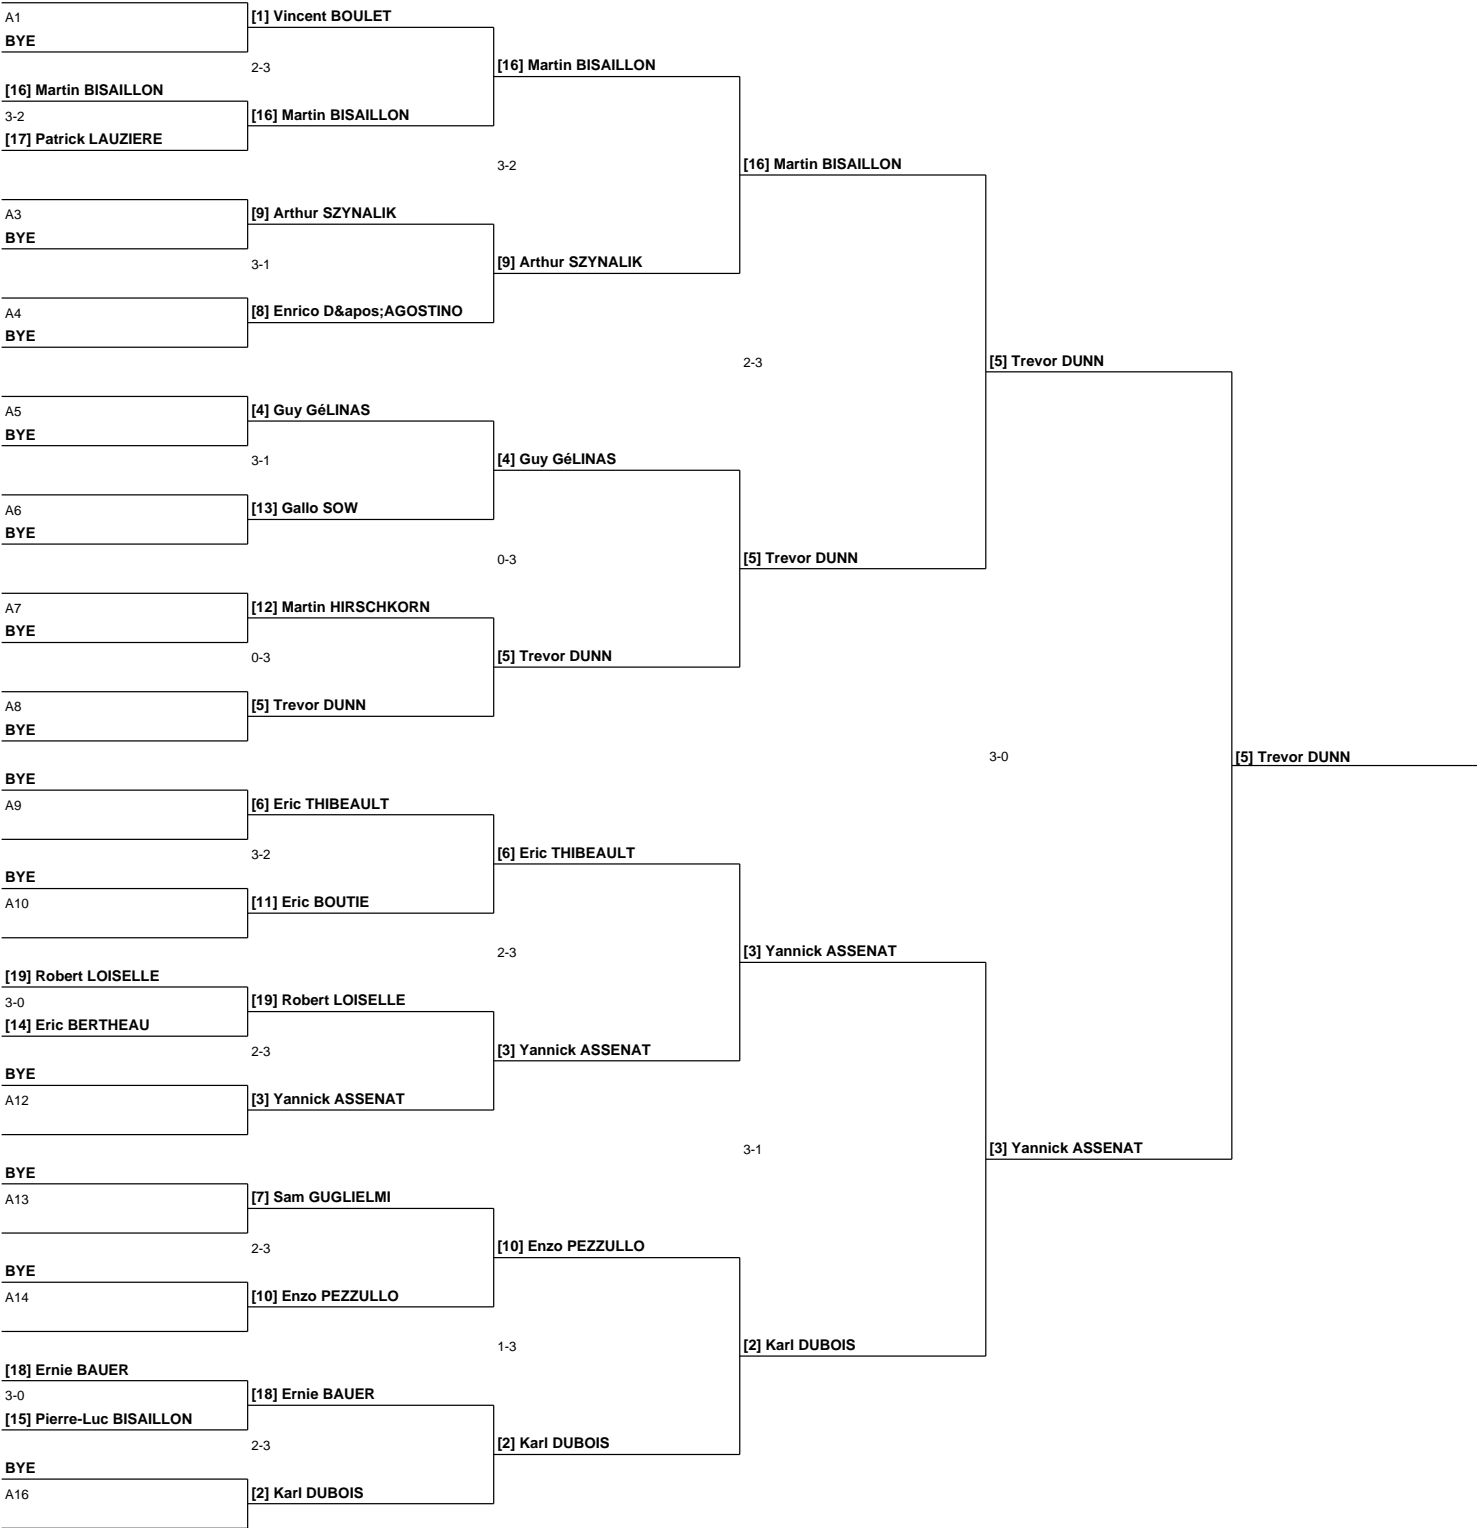 A1
BYE
[16] Martin BISAILLON
3-2
[17] Patrick LAUZIERE
A3
BYE
A4
BYE
A5
BYE
A6
BYE
A7
BYE
A8
BYE
BYE
A9
BYE
A10
[19] Robert LOISELLE
3-0
[14] Eric BERTHEAU
BYE
A12
BYE
A13
BYE
A14
[18] Ernie BAUER
3-0
[15] Pierre-Luc BISAILLON
BYE
A16
[1] Vincent BOULET
2-3
[16] Martin BISAILLON
[9] Arthur SZYNALIK
3-1
[8] Enrico D&apos;AGOSTINO
[4] Guy GéLINAS
3-1
[13] Gallo SOW
[12] Martin HIRSCHKORN
0-3
[5] Trevor DUNN
[6] Eric THIBEAULT
3-2
[11] Eric BOUTIE
[19] Robert LOISELLE
2-3
[3] Yannick ASSENAT
[7] Sam GUGLIELMI
2-3
[10] Enzo PEZZULLO
[18] Ernie BAUER
2-3
[2] Karl DUBOIS
[16] Martin BISAILLON
3-2
[9] Arthur SZYNALIK
[4] Guy GéLINAS
0-3
[5] Trevor DUNN
[6] Eric THIBEAULT
2-3
[3] Yannick ASSENAT
[10] Enzo PEZZULLO
1-3
[2] Karl DUBOIS
[16] Martin BISAILLON
2-3
[5] Trevor DUNN
[3] Yannick ASSENAT
3-1
[2] Karl DUBOIS
[5] Trevor DUNN
3-0
[3] Yannick ASSENAT
[5] Trevor DUNN